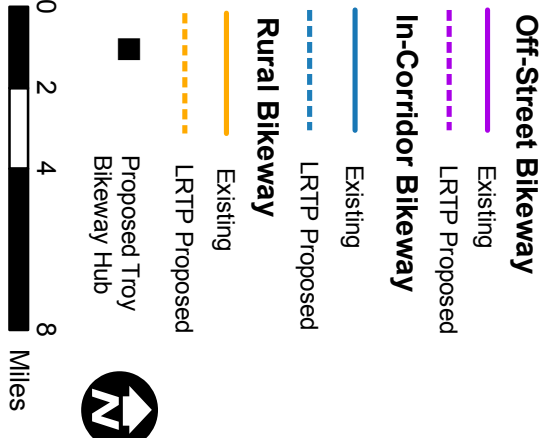 Off-Street Bikeway
Existing
LRTP Proposed
In-Corridor Bikeway
Existing
LRTP Proposed
Rural Bikeway
Existing
LRTP Proposed
Proposed Troy
Bikeway Hub
0 2 4 8
Miles
N